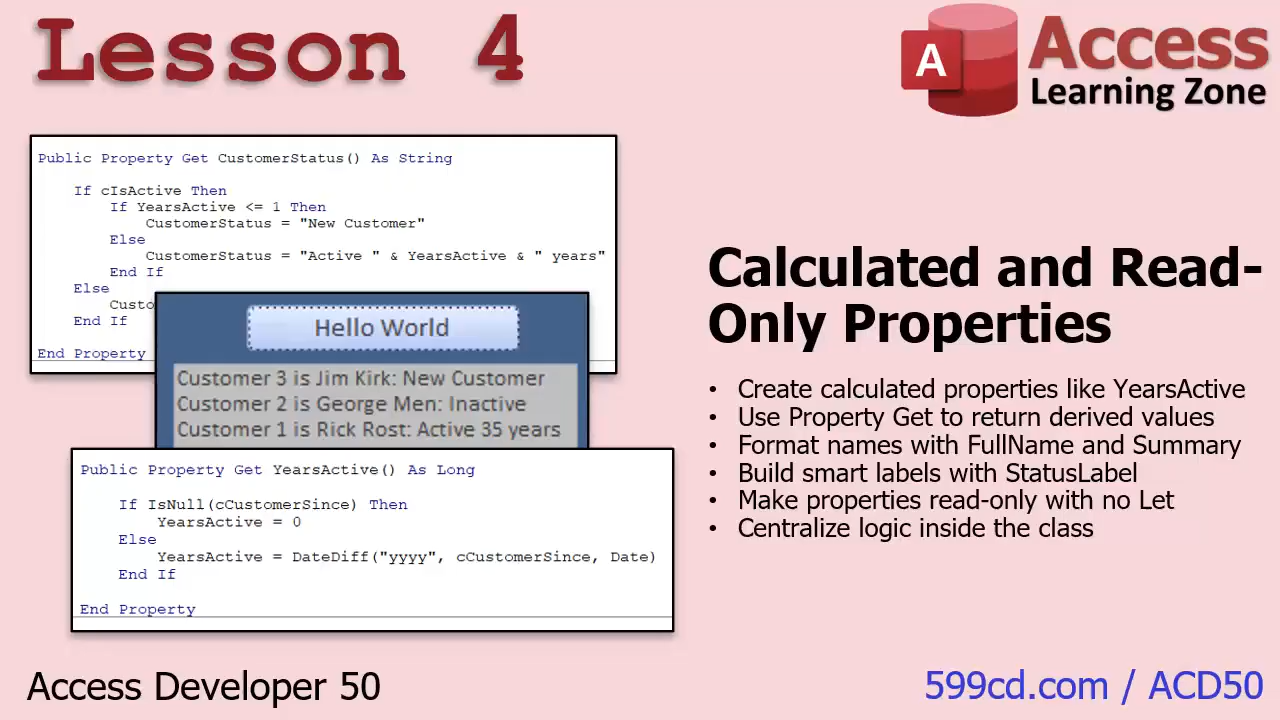 Lesson 4
A
Access
Learning Zone
Public Property Get CustomerStatus() As String
If cIsActive Then
If YearsActive <= 1 Then
CustomerStatus = "New Customer"
Else
CustomerStatus = "Active " & YearsActive & " years"
End If
Else
Custo
End If
End Property
Hello World
Customer 3 is Jim Kirk: New Customer
Customer 2 is George Men: Inactive
Customer 1 is Rick Rost: Active 35 years
Public Property Get YearsActive() As Long
If IsNull(cCustomerSince) Then
YearsActive = 0
Else
YearsActive = DateDiff("yyyy", cCustomerSince, Date)
End If
End Property
Calculated and Read-
Only Properties
• Create calculated properties like YearsActive
• Use Property Get to return derived values
• Format names with FullName and Summary
• Build smart labels with StatusLabel
• Make properties read-only with no Let
• Centralize logic inside the class
Access Developer 50
599cd.com / ACD50